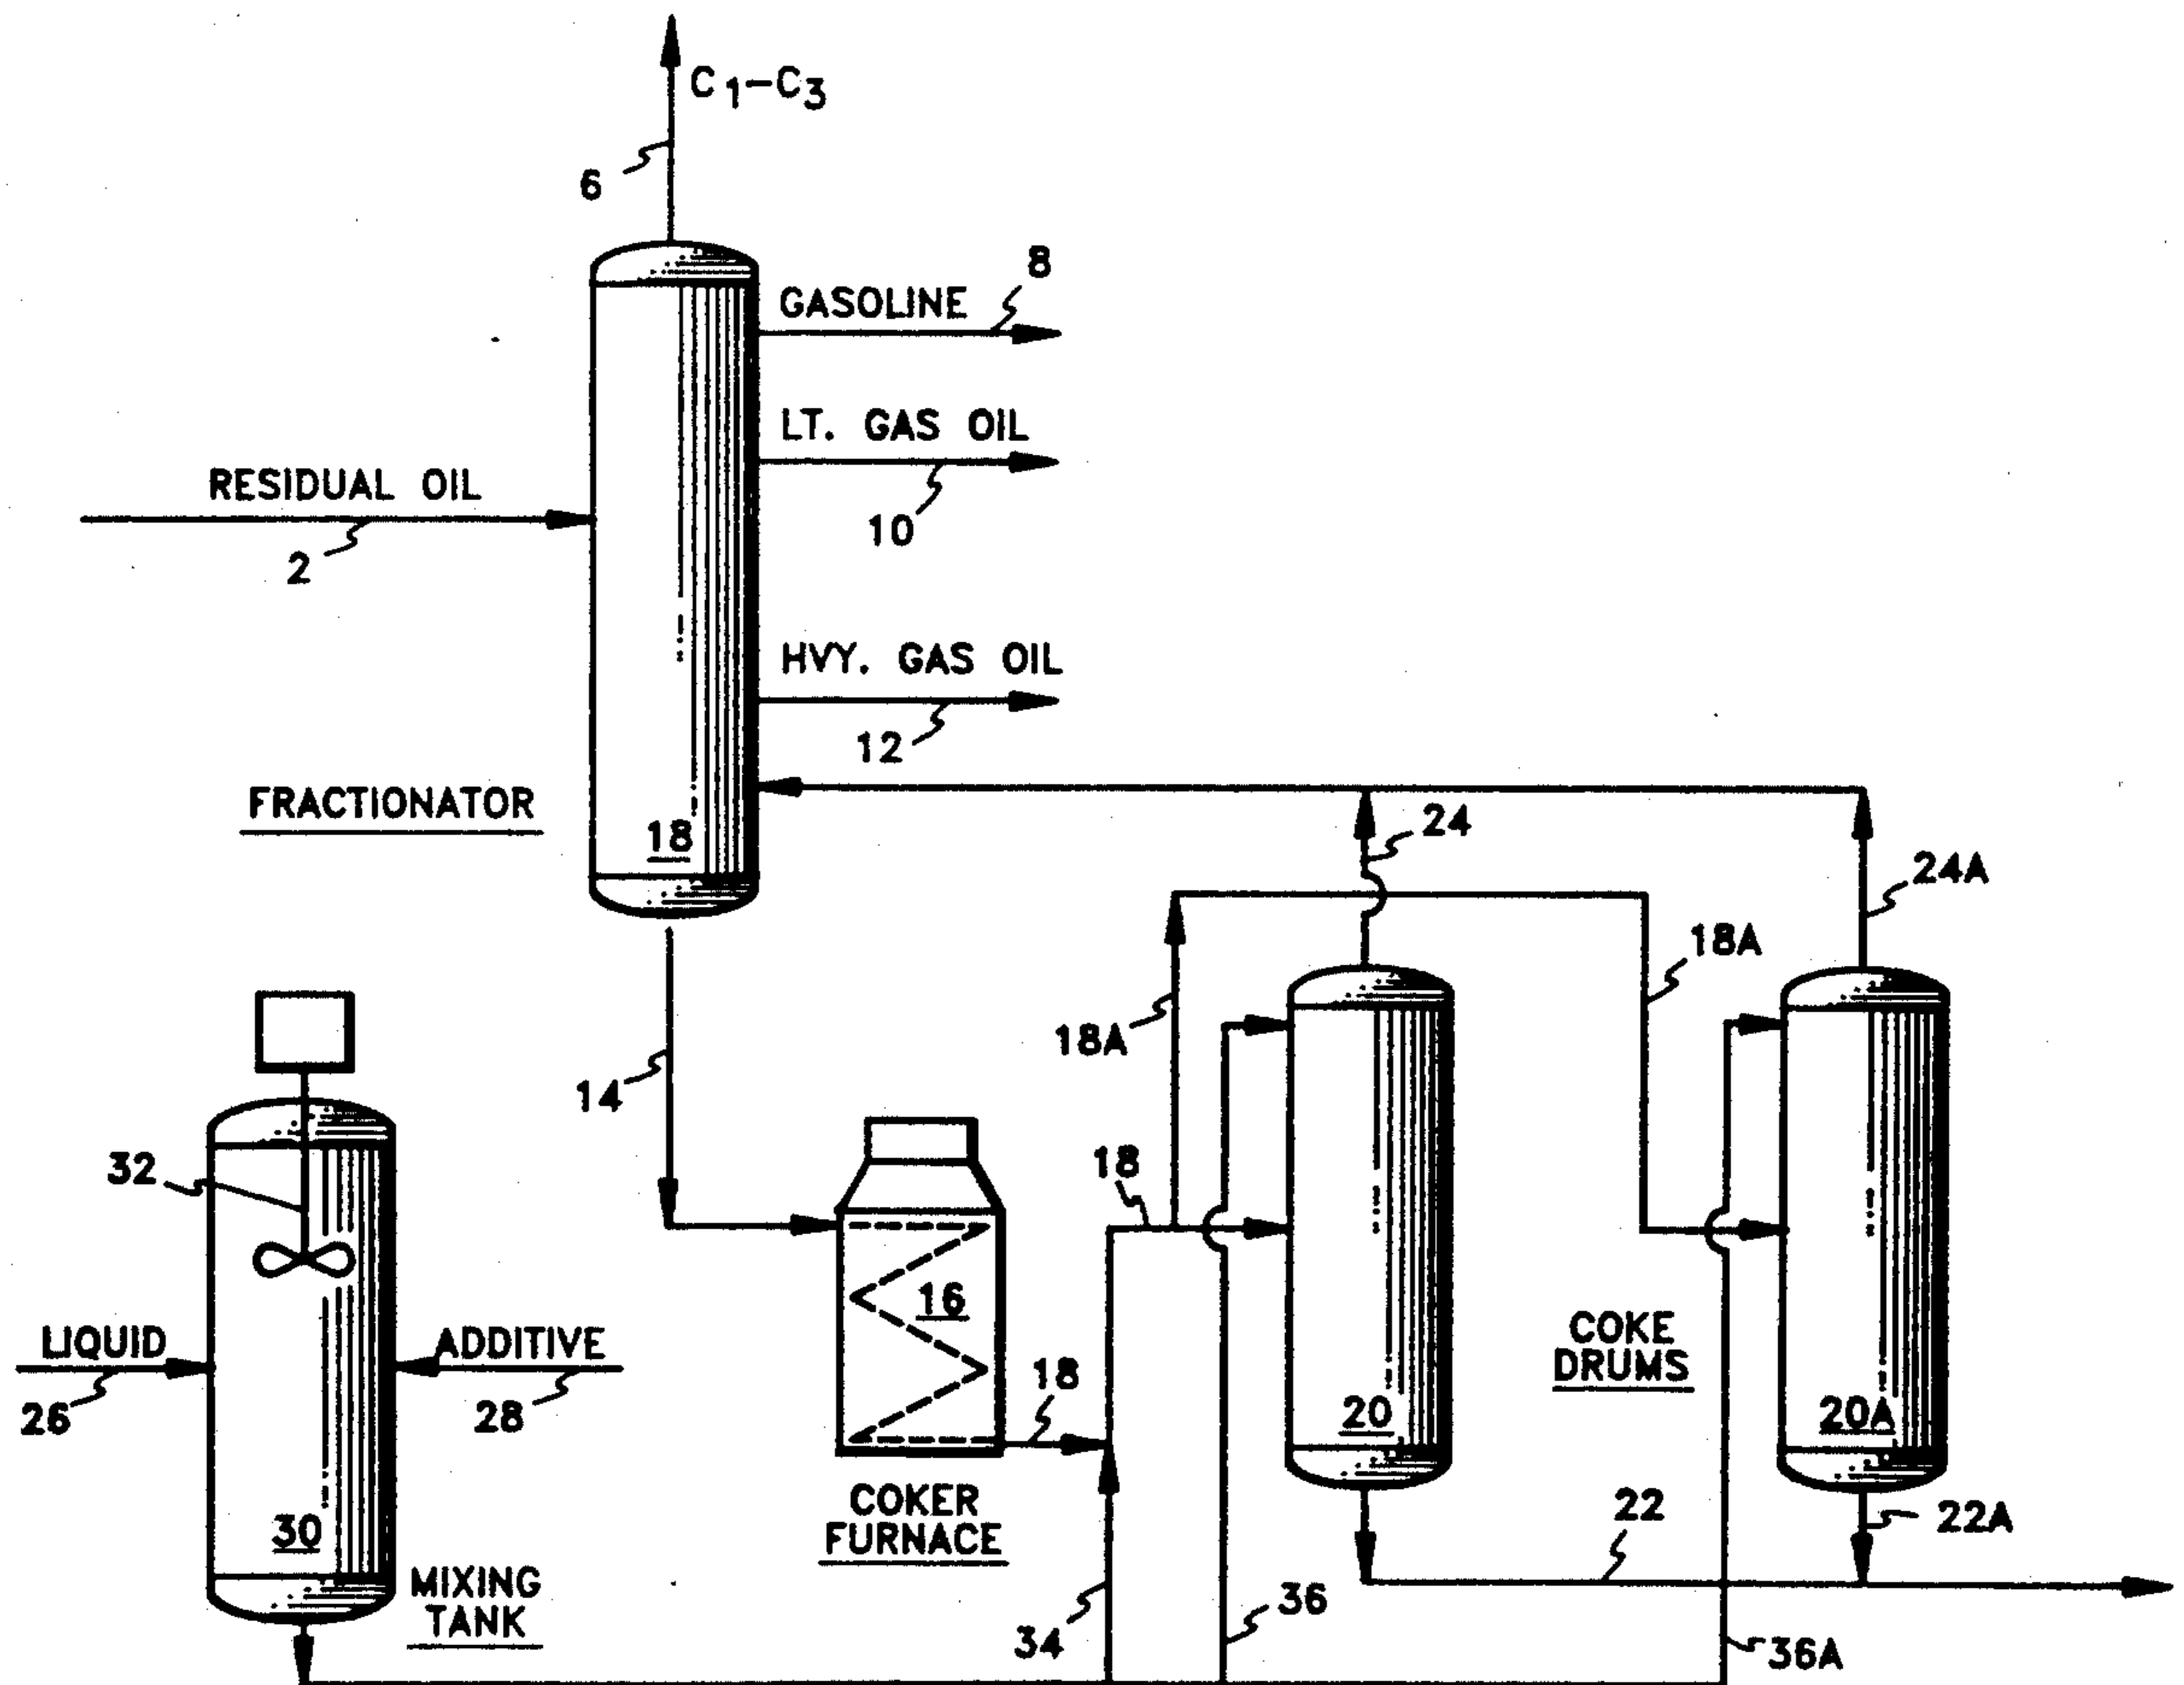 C1-C3
6
8
GASOLINE
LT. GAS OIL
RESIDUAL OIL
10
2
HVY. GAS OIL
12
FRACTIONATOR
18
24
24A
18A
18A
14
32
18
16
COKE
DRUMS
LIQUID
ADDITIVE
18
26
28
20
20A
COKER
FURNACE
22
22A
30
MIXING
TANK
34
36
36A